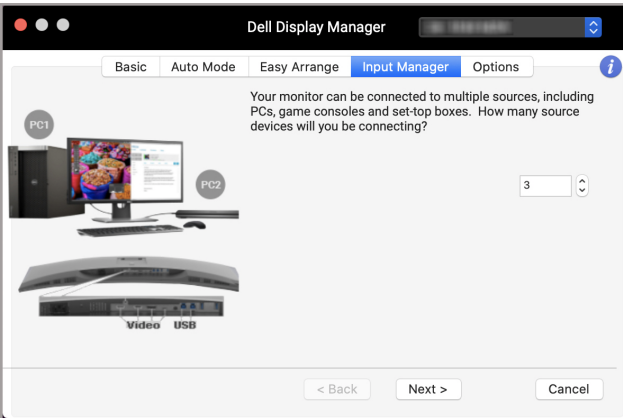 Dell Display Manager
Basic Auto Mode Easy Arrange Input Manager Options
Your monitor can be connected to multiple sources, including
PCs, game consoles and set-top boxes.  How many source
devices will you be connecting?
3
PC1
PC2
Video USB
< Back Next > Cancel